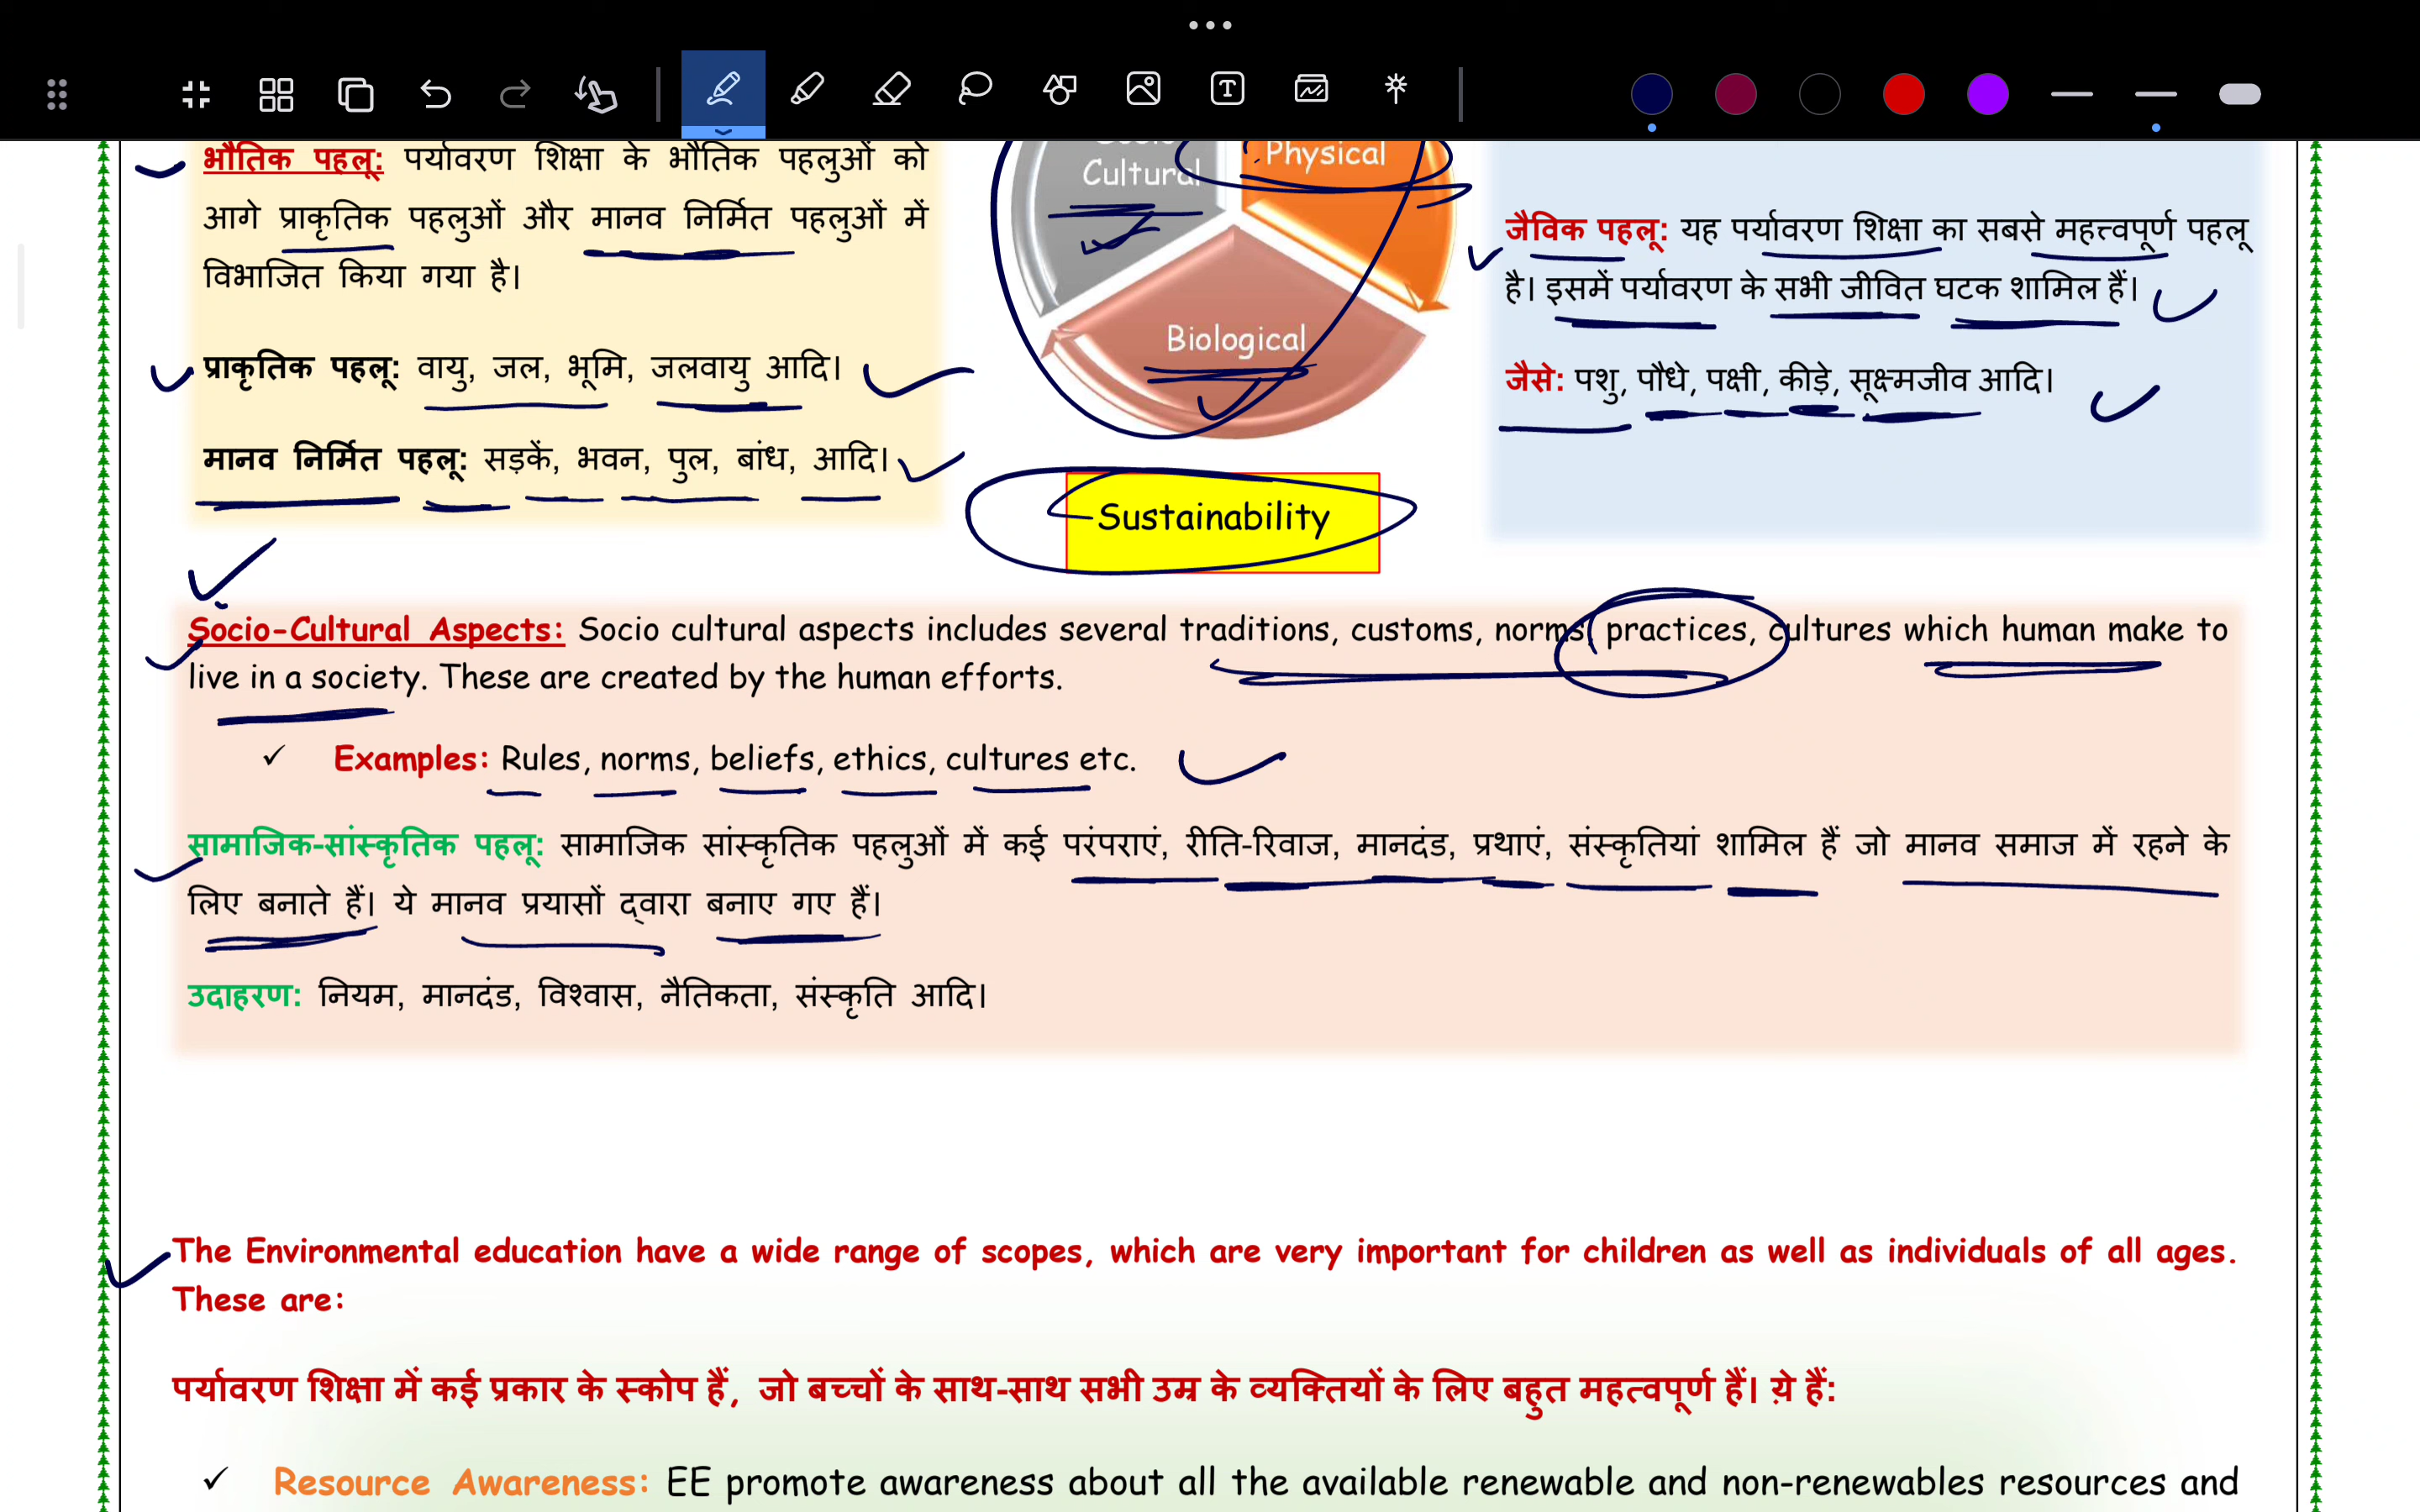 भौतिक पहलू: पर्यावरण शिक्षा के भौतिक पहलुओं को
आगे प्राकृतिक पहलुओं और मानव निर्मित पहलुओं में
विभाजित किया गया है।
प्राकृतिक पहलू: वायु, जल, भूमि, जलवायु आदि।
मानव निर्मित पहलू: सड़कें, भवन, पुल, बांध, आदि।
Cultural
Physical
Biological
Sustainability
जैविक पहलू: यह पर्यावरण शिक्षा का सबसे महत्त्वपूर्ण पहलू
है। इसमें पर्यावरण के सभी जीवित घटक शामिल हैं।
जैसे: पशु, पौधे, पक्षी, कीड़े, सूक्ष्मजीव आदि।
Socio-Cultural Aspects: Socio cultural aspects includes several traditions, customs, norms, practices, cultures which human make to
live in a society. These are created by the human efforts.
✓ Examples: Rules, norms, beliefs, ethics, cultures etc.
सामाजिक-सांस्कृतिक पहलू: सामाजिक सांस्कृतिक पहलुओं में कई परंपराएं, रीति-रिवाज, मानदंड, प्रथाएं, संस्कृतियां शामिल हैं जो मानव समाज में रहने के
लिए बनाते हैं। ये मानव प्रयासों द्वारा बनाए गए हैं।
उदाहरण: नियम, मानदंड, विश्वास, नैतिकता, संस्कृति आदि।
The Environmental education have a wide range of scopes, which are very important for children as well as individuals of all ages.
These are:
पर्यावरण शिक्षा में कई प्रकार के स्कोप हैं, जो बच्चों के साथ-साथ सभी उम्र के व्यक्तियों के लिए बहुत महत्वपूर्ण हैं। य़े हैं:
✓ Resource Awareness: EE promote awareness about all the available renewable and non-renewables resources and